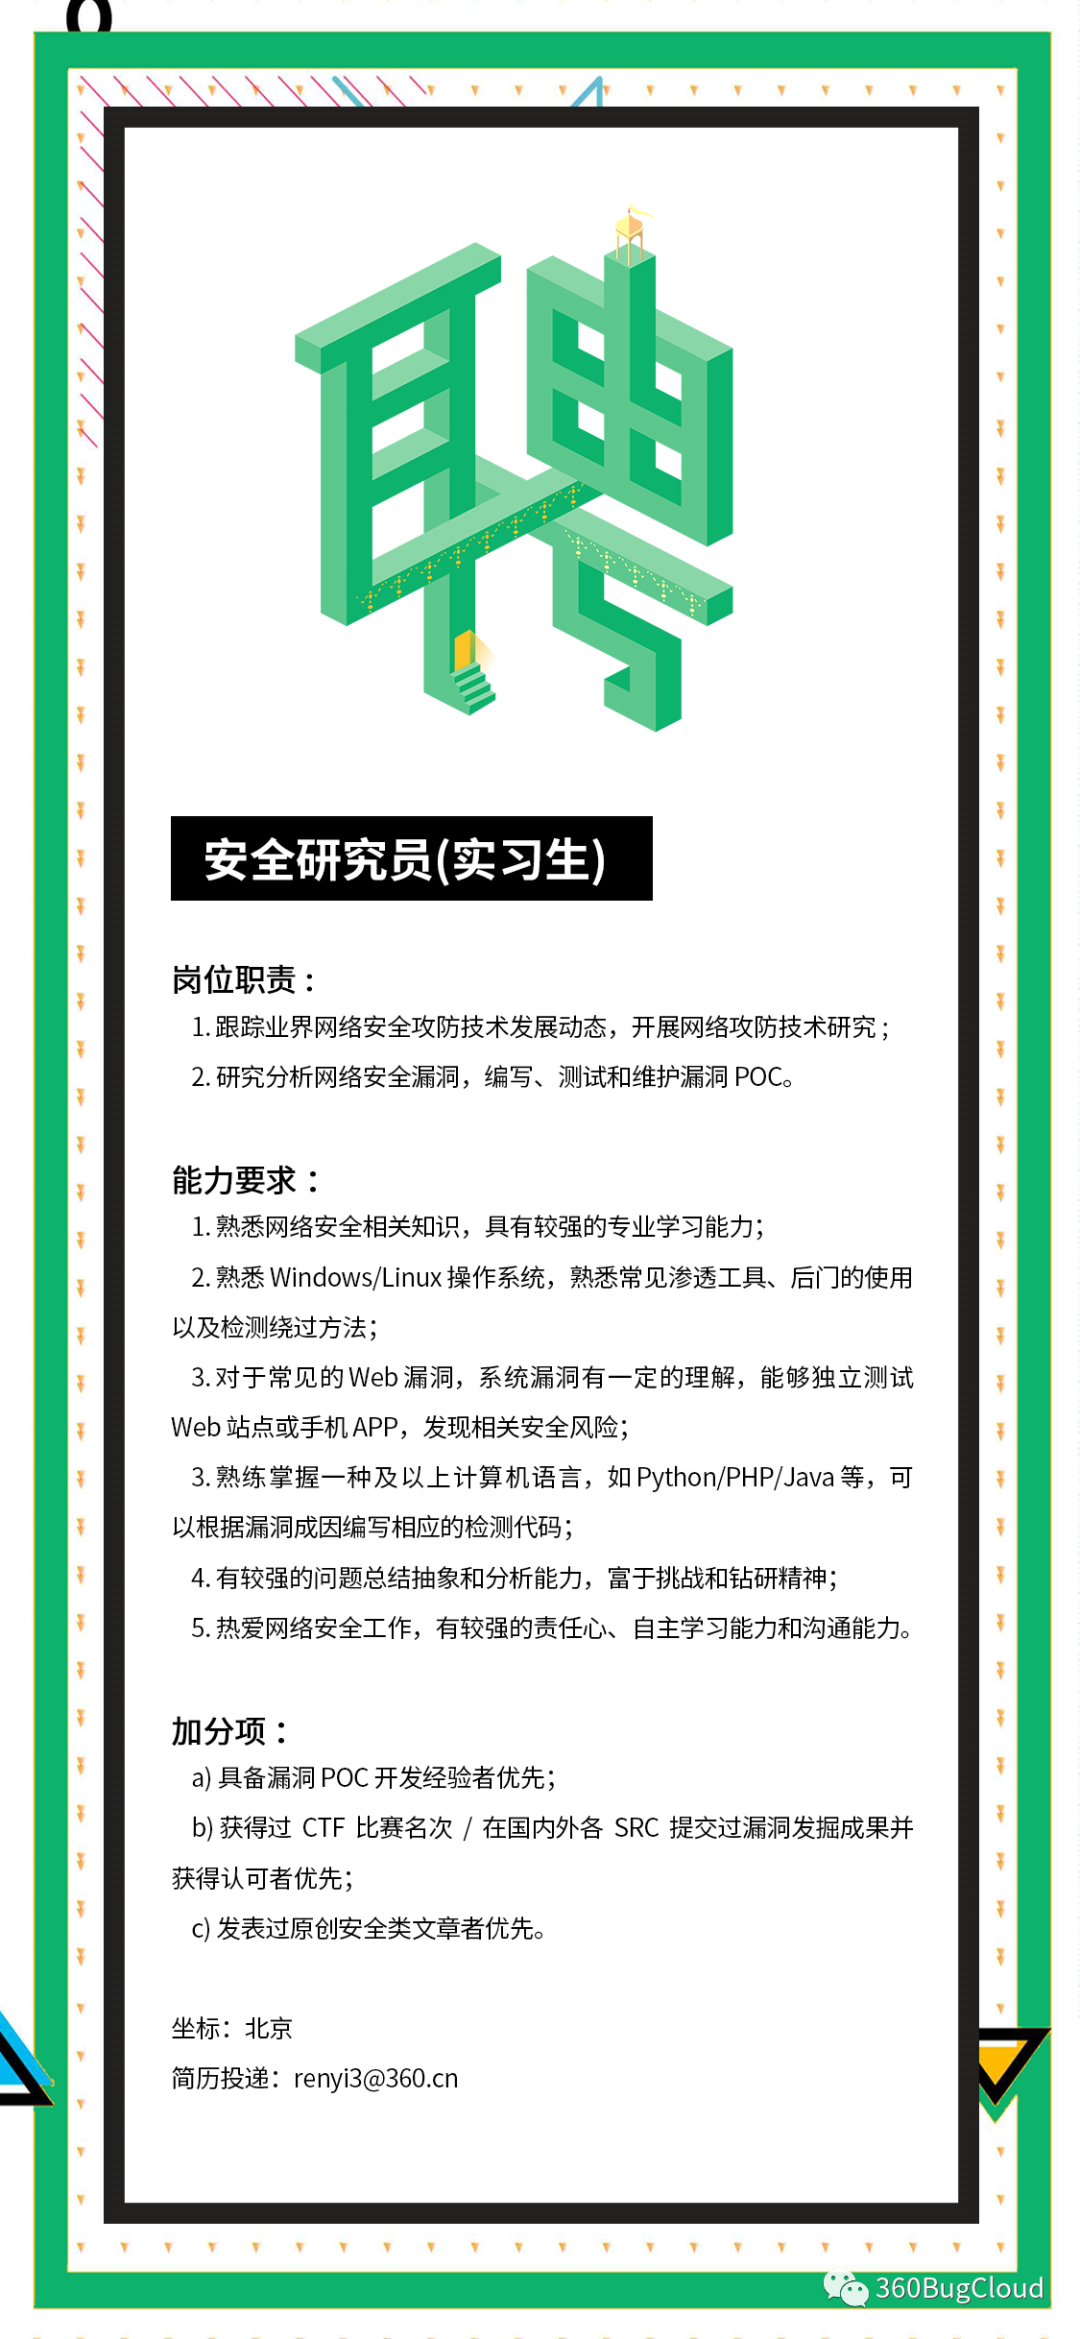 聘
安全研究员(实习生)
岗位职责：
1. 跟踪业界网络安全攻防技术发展动态，开展网络攻防技术研究；
2. 研究分析网络安全漏洞，编写、测试和维护漏洞 POC。
能力要求：
1. 熟悉网络安全相关知识，具有较强的专业学习能力；
2. 熟悉 Windows/Linux 操作系统，熟悉常见渗透工具、后门的使用
以及检测绕过方法；
3. 对于常见的 Web 漏洞，系统漏洞有一定的理解，能够独立测试
Web 站点或手机 APP，发现相关安全风险；
3. 熟练掌握一种及以上计算机语言，如 Python/PHP/Java 等，可
以根据漏洞成因编写相应的检测代码；
4. 有较强的问题总结抽象和分析能力，富于挑战和钻研精神；
5. 热爱网络安全工作，有较强的责任心、自主学习能力和沟通能力。
加分项：
a) 具备漏洞 POC 开发经验者优先；
b) 获得过 CTF 比赛名次 / 在国内外各 SRC 提交过漏洞发掘成果并
获得认可者优先；
c) 发表过原创安全类文章者优先。
坐标：北京
简历投递：renyi3@360.cn
360BugCloud